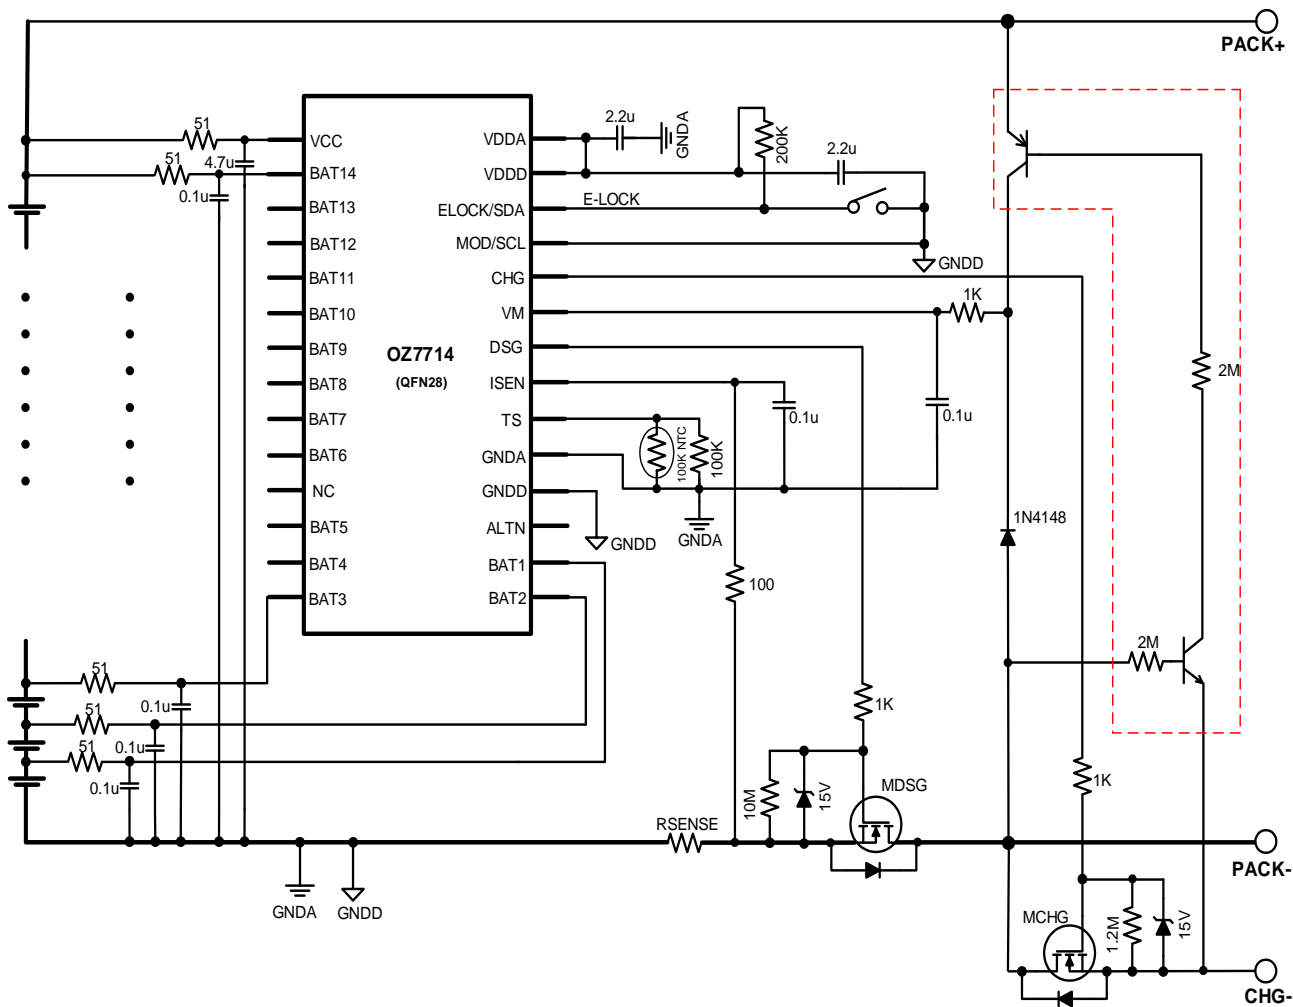 PACK+
51
VCC
4.7u
51
BAT14
0.1u
BAT13
BAT12
BAT11
BAT10
BAT9
BAT8
BAT7
BAT6
NC
BAT5
BAT4
BAT3
OZ7714
(QFN28)
VDDA
VDDD
ELOCK/SDA
MOD/SCL
CHG
VM
DSG
ISEN
TS
GNDA
GNDD
ALTN
BAT1
BAT2
2.2u
GNDA
200K
2.2u
E-LOCK
GNDD
1K
2M
0.1u
0.1u
100K NTC
100K
GNDA
GNDD
1N4148
100
2M
51
0.1u
51
0.1u
51
0.1u
1K
1K
10M
15V
MDSG
RSENSE
PACK-
GNDA
GNDD
MCHG
1.2M
15V
CHG-